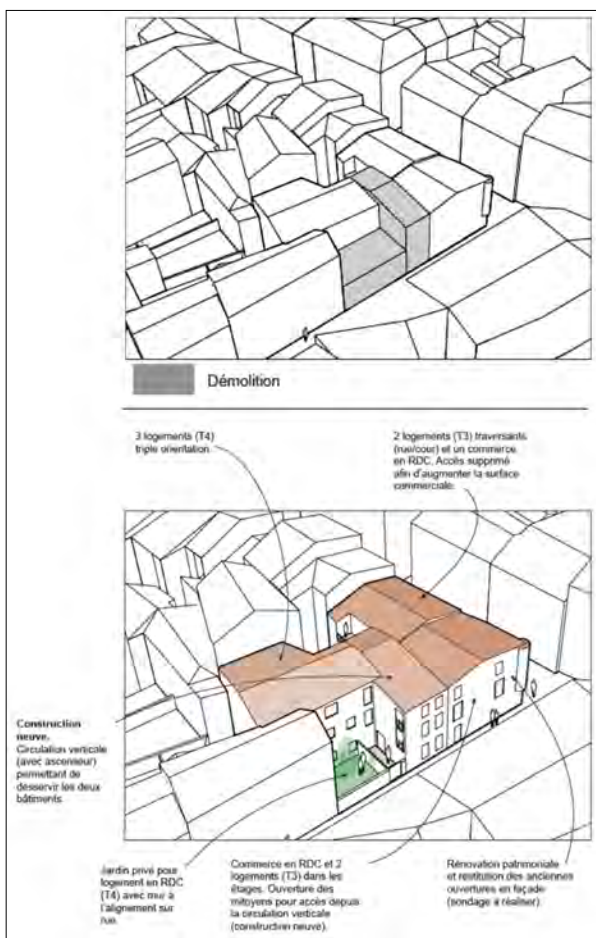 Démolition
3 logements (T4)
triple orientation.
2 logements (T3) traversants
(rue/cour) et un commerce
en RDC. Accès supprimé
afin d'augmenter la surface
commerciale.
Construction
neuve.
Circulation verticale
(avec ascenseur)
permettant de
desservir les deux
bâtiments.
Jardin privé pour
logement en RDC
(T4) avec mur à
l'alignement sur
rue.
Commerce en RDC et 2
logements (T3) dans les
étages. Ouverture des
mitoyens pour accès depuis
la circulation verticale
(construction neuve).
Rénovation patrimoniale
et restitution des anciennes
ouvertures en façade
(sondage à réaliser).